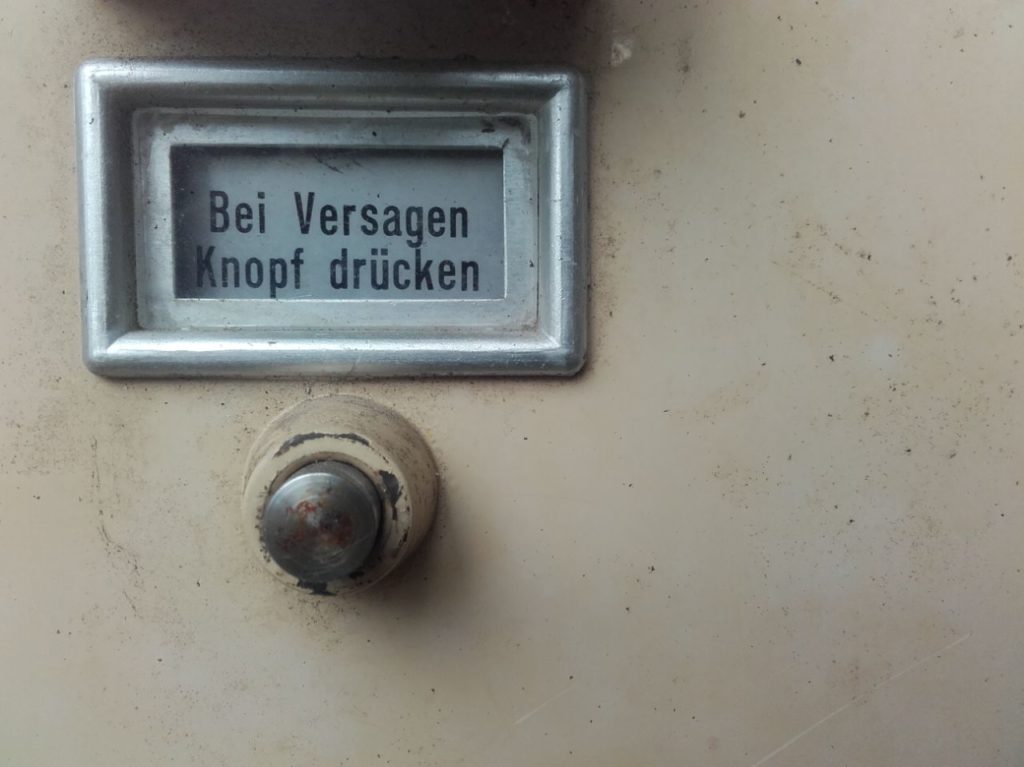 Bei Versagen
Knopf drücken